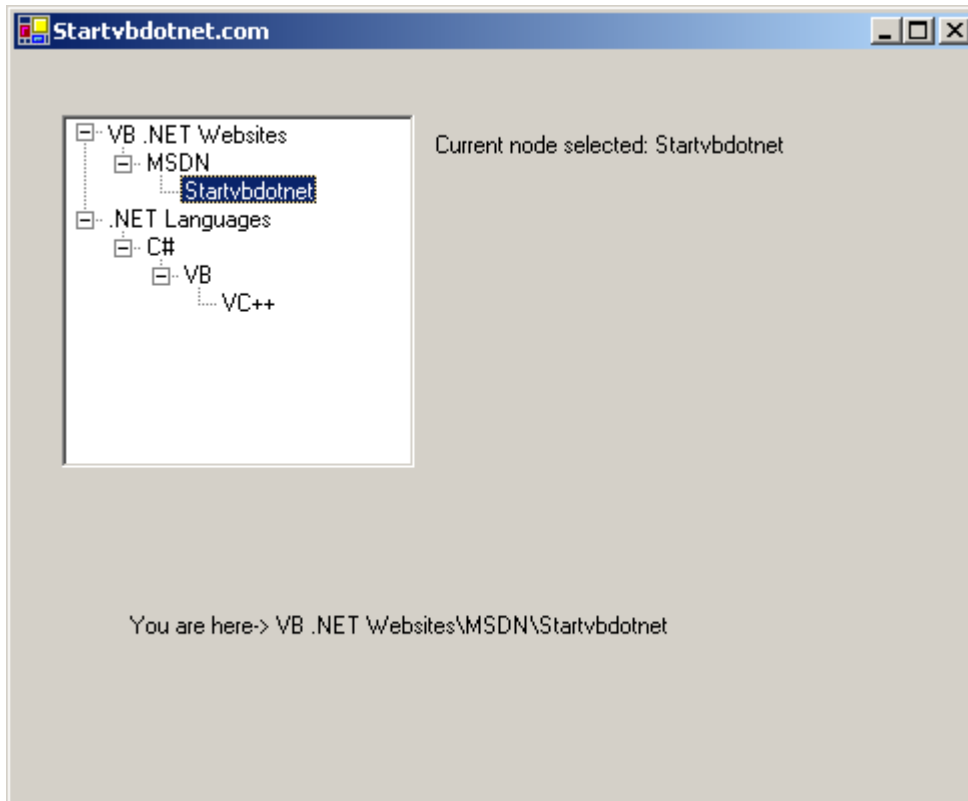 Startvbdotnet.com
VB .NET Websites
MSDN
Startvbdotnet
.NET Languages
C#
VB
VC++
Current node selected: Startvbdotnet
You are here-> VB .NET Websites\MSDN\Startvbdotnet